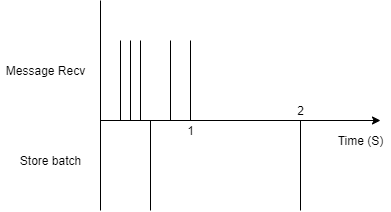 Message Recv
2
1
Time (S)
Store batch